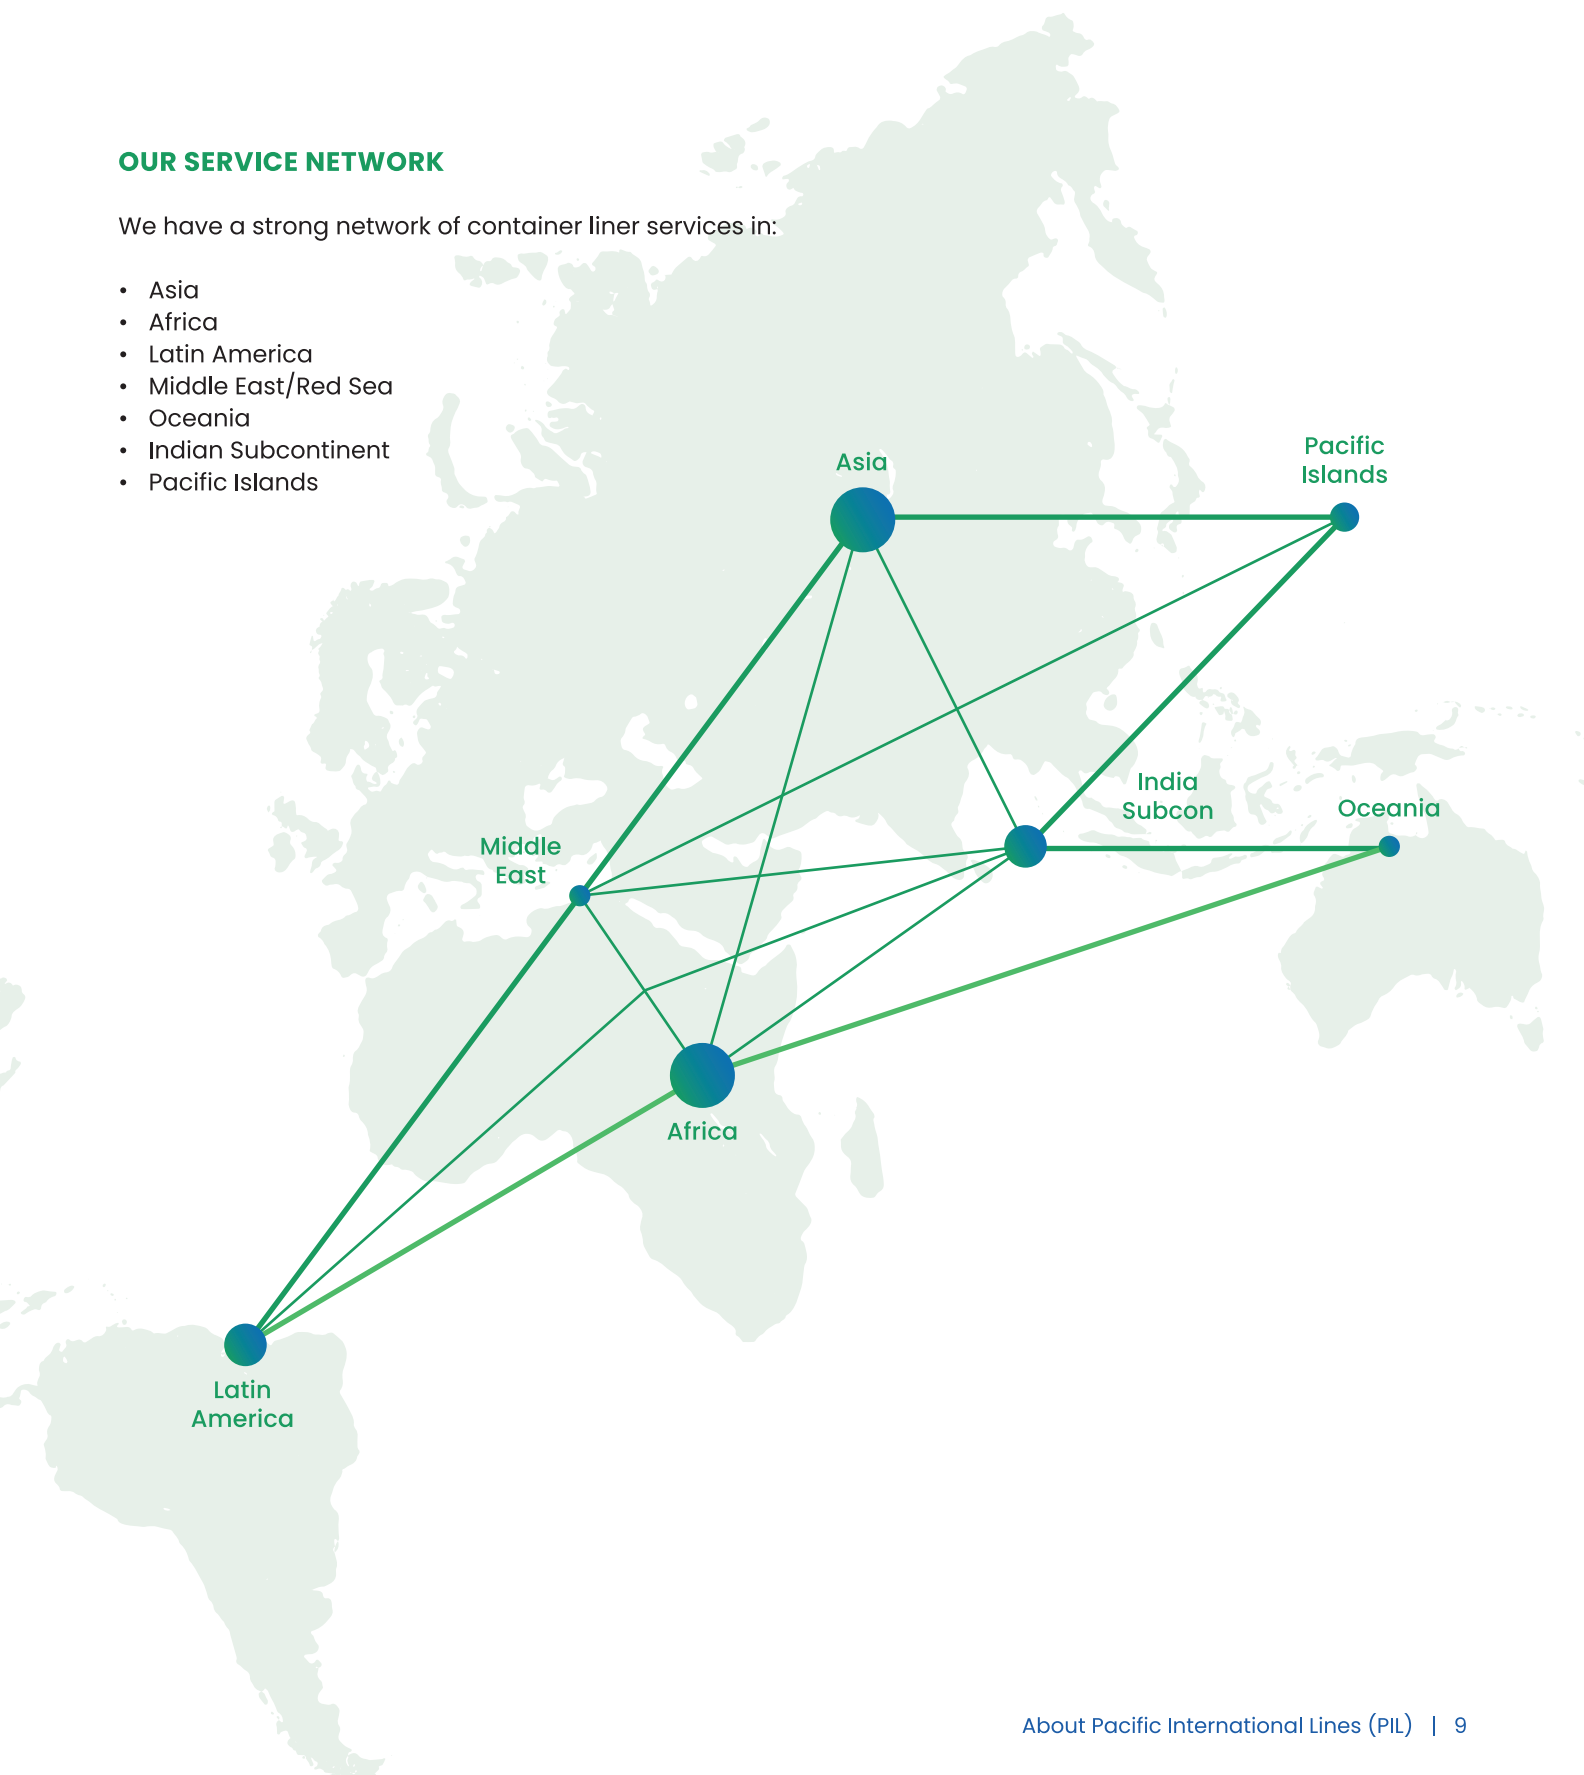 OUR SERVICE NETWORK
We have a strong network of container liner services in:
• Asia
• Africa
• Latin America
• Middle East/Red Sea
• Oceania
• Indian Subcontinent
• Pacific Islands
Asia
Pacific
Islands
India
Subcon
Oceania
Middle
East
Africa
Latin
America
About Pacific International Lines (PIL) | 9